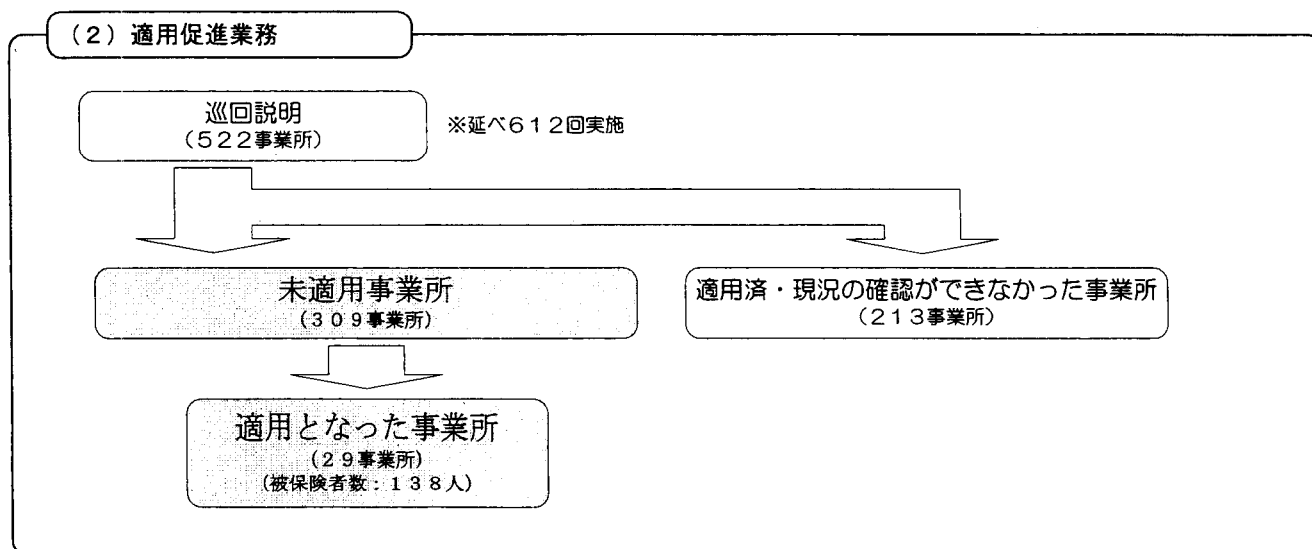 （２）適用促進業務
巡回説明
（５２２事業所）
※延べ６１２回実施
未適用事業所
（３０９事業所）
適用済・現況の確認ができなかった事業所
（２１３事業所）
適用となった事業所
（２９事業所）
（被保険者数：１３８人）